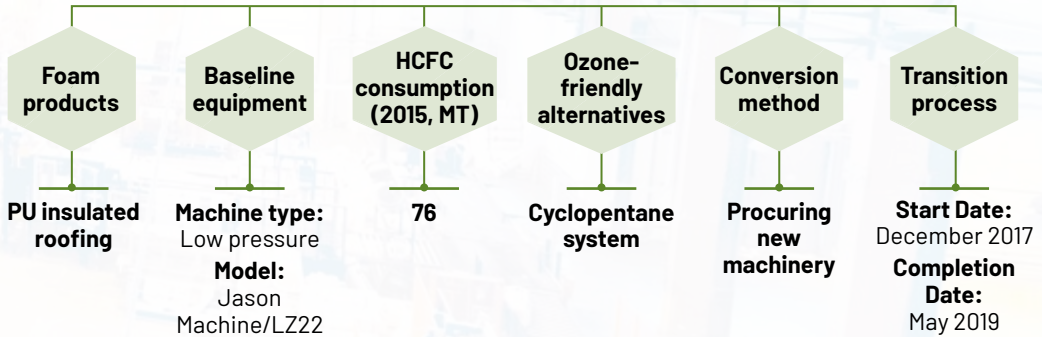 Foam
products
PU insulated
roofing
Baseline
equipment
Machine type:
Low pressure
Model:
Jason
Machine/LZ22
HCFC
consumption
(2015, MT)
76
Ozone-
friendly
alternatives
Cyclopentane
system
Conversion
method
Procuring
new
machinery
Transition
process
Start Date:
December 2017
Completion
Date:
May 2019